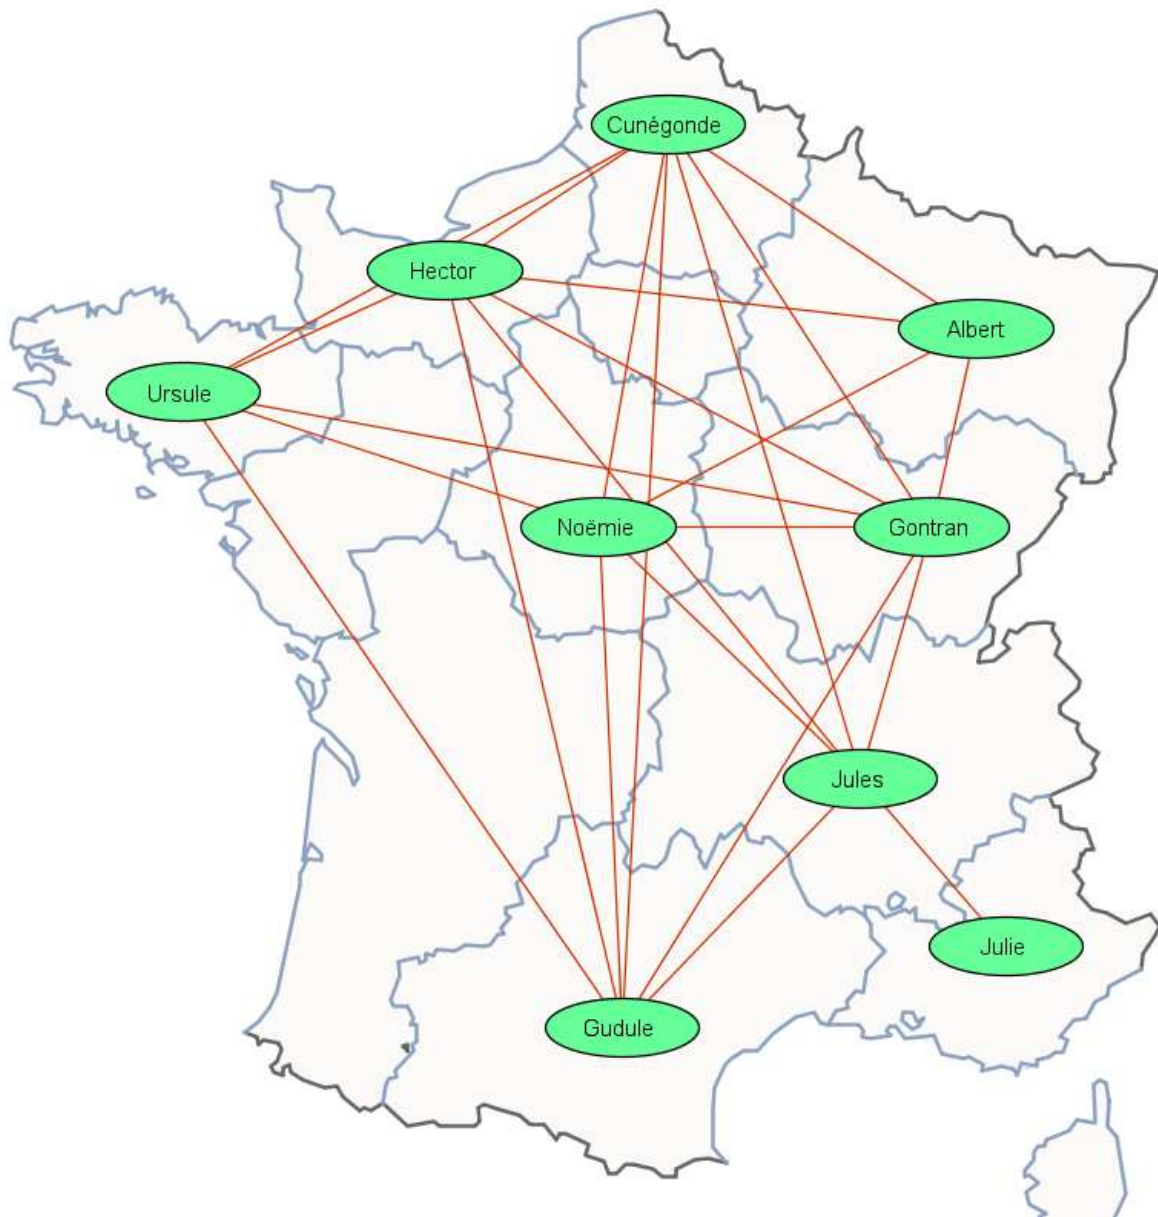 Cunégonde
Hector
Albert
Ursule
Noëmie
Gontran
Jules
Julie
Gudule